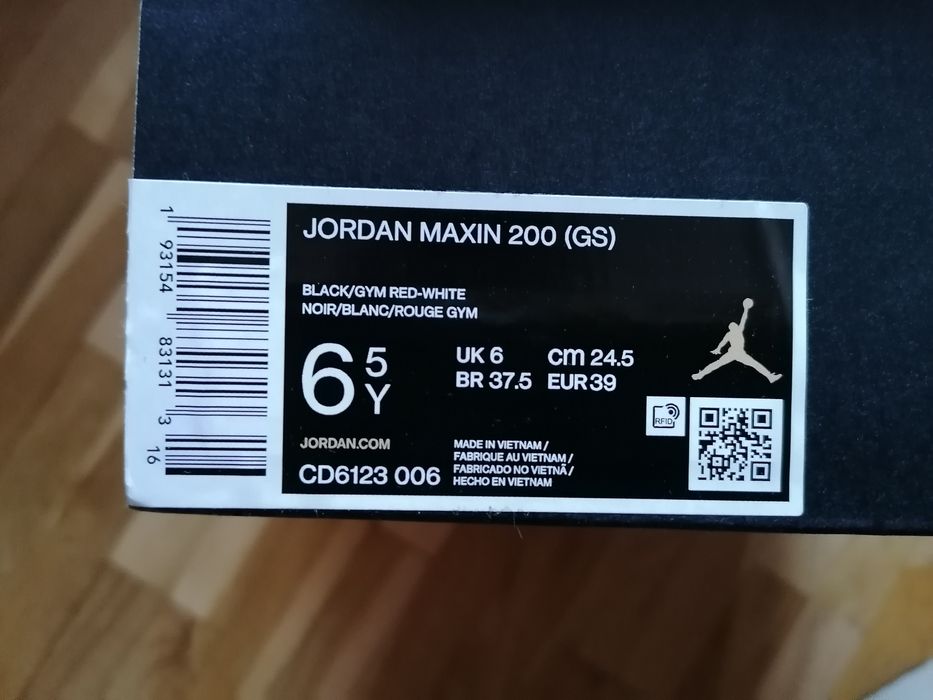 JORDAN MAXIN 200 (GS)
BLACK/GYM RED-WHITE
NOIR/BLANC/ROUGE GYM
6 5Y
UK 6 cm 24.5
BR 37.5 EUR 39
RFID
JORDAN.COM
CD6123 006
MADE IN VIETNAM /
FABRIQUE AU VIETNAM /
FABRICADO NO VIETNÃ /
HECHO EN VIETNAM
1 93154 83131 3 16